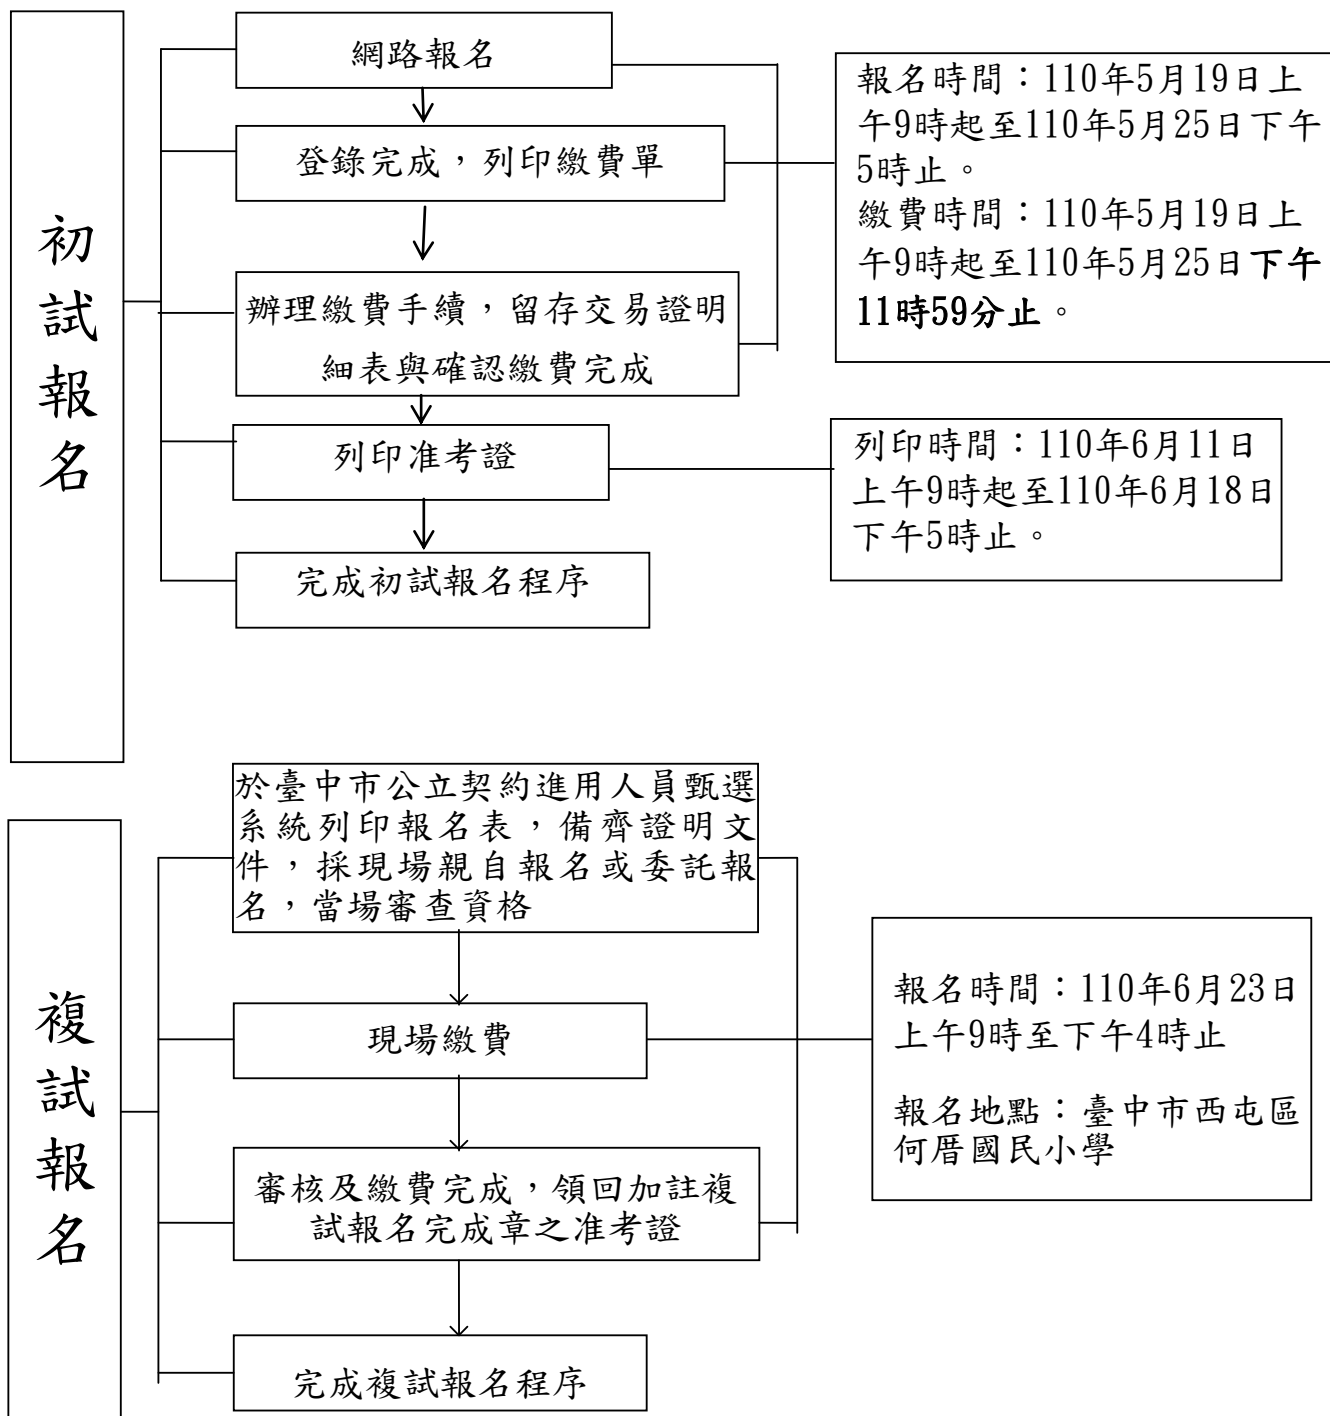 初試報名
網路報名
登錄完成，列印繳費單
辦理繳費手續，留存交易證明
細表與確認繳費完成
列印准考證
完成初試報名程序
報名時間：110年5月19日上
午9時起至110年5月25日下午
5時止。
繳費時間：110年5月19日上
午9時起至110年5月25日下午
11時59分止。
列印時間：110年6月11日
上午9時起至110年6月18日
下午5時止。
複試報名
於臺中市公立契約進用人員甄選
系統列印報名表，備齊證明文
件，採現場親自報名或委託報
名，當場審查資格
現場繳費
審核及繳費完成，領回加註複
試報名完成章之准考證
完成複試報名程序
報名時間：110年6月23日
上午9時至下午4時止
報名地點：臺中市西屯區
何厝國民小學